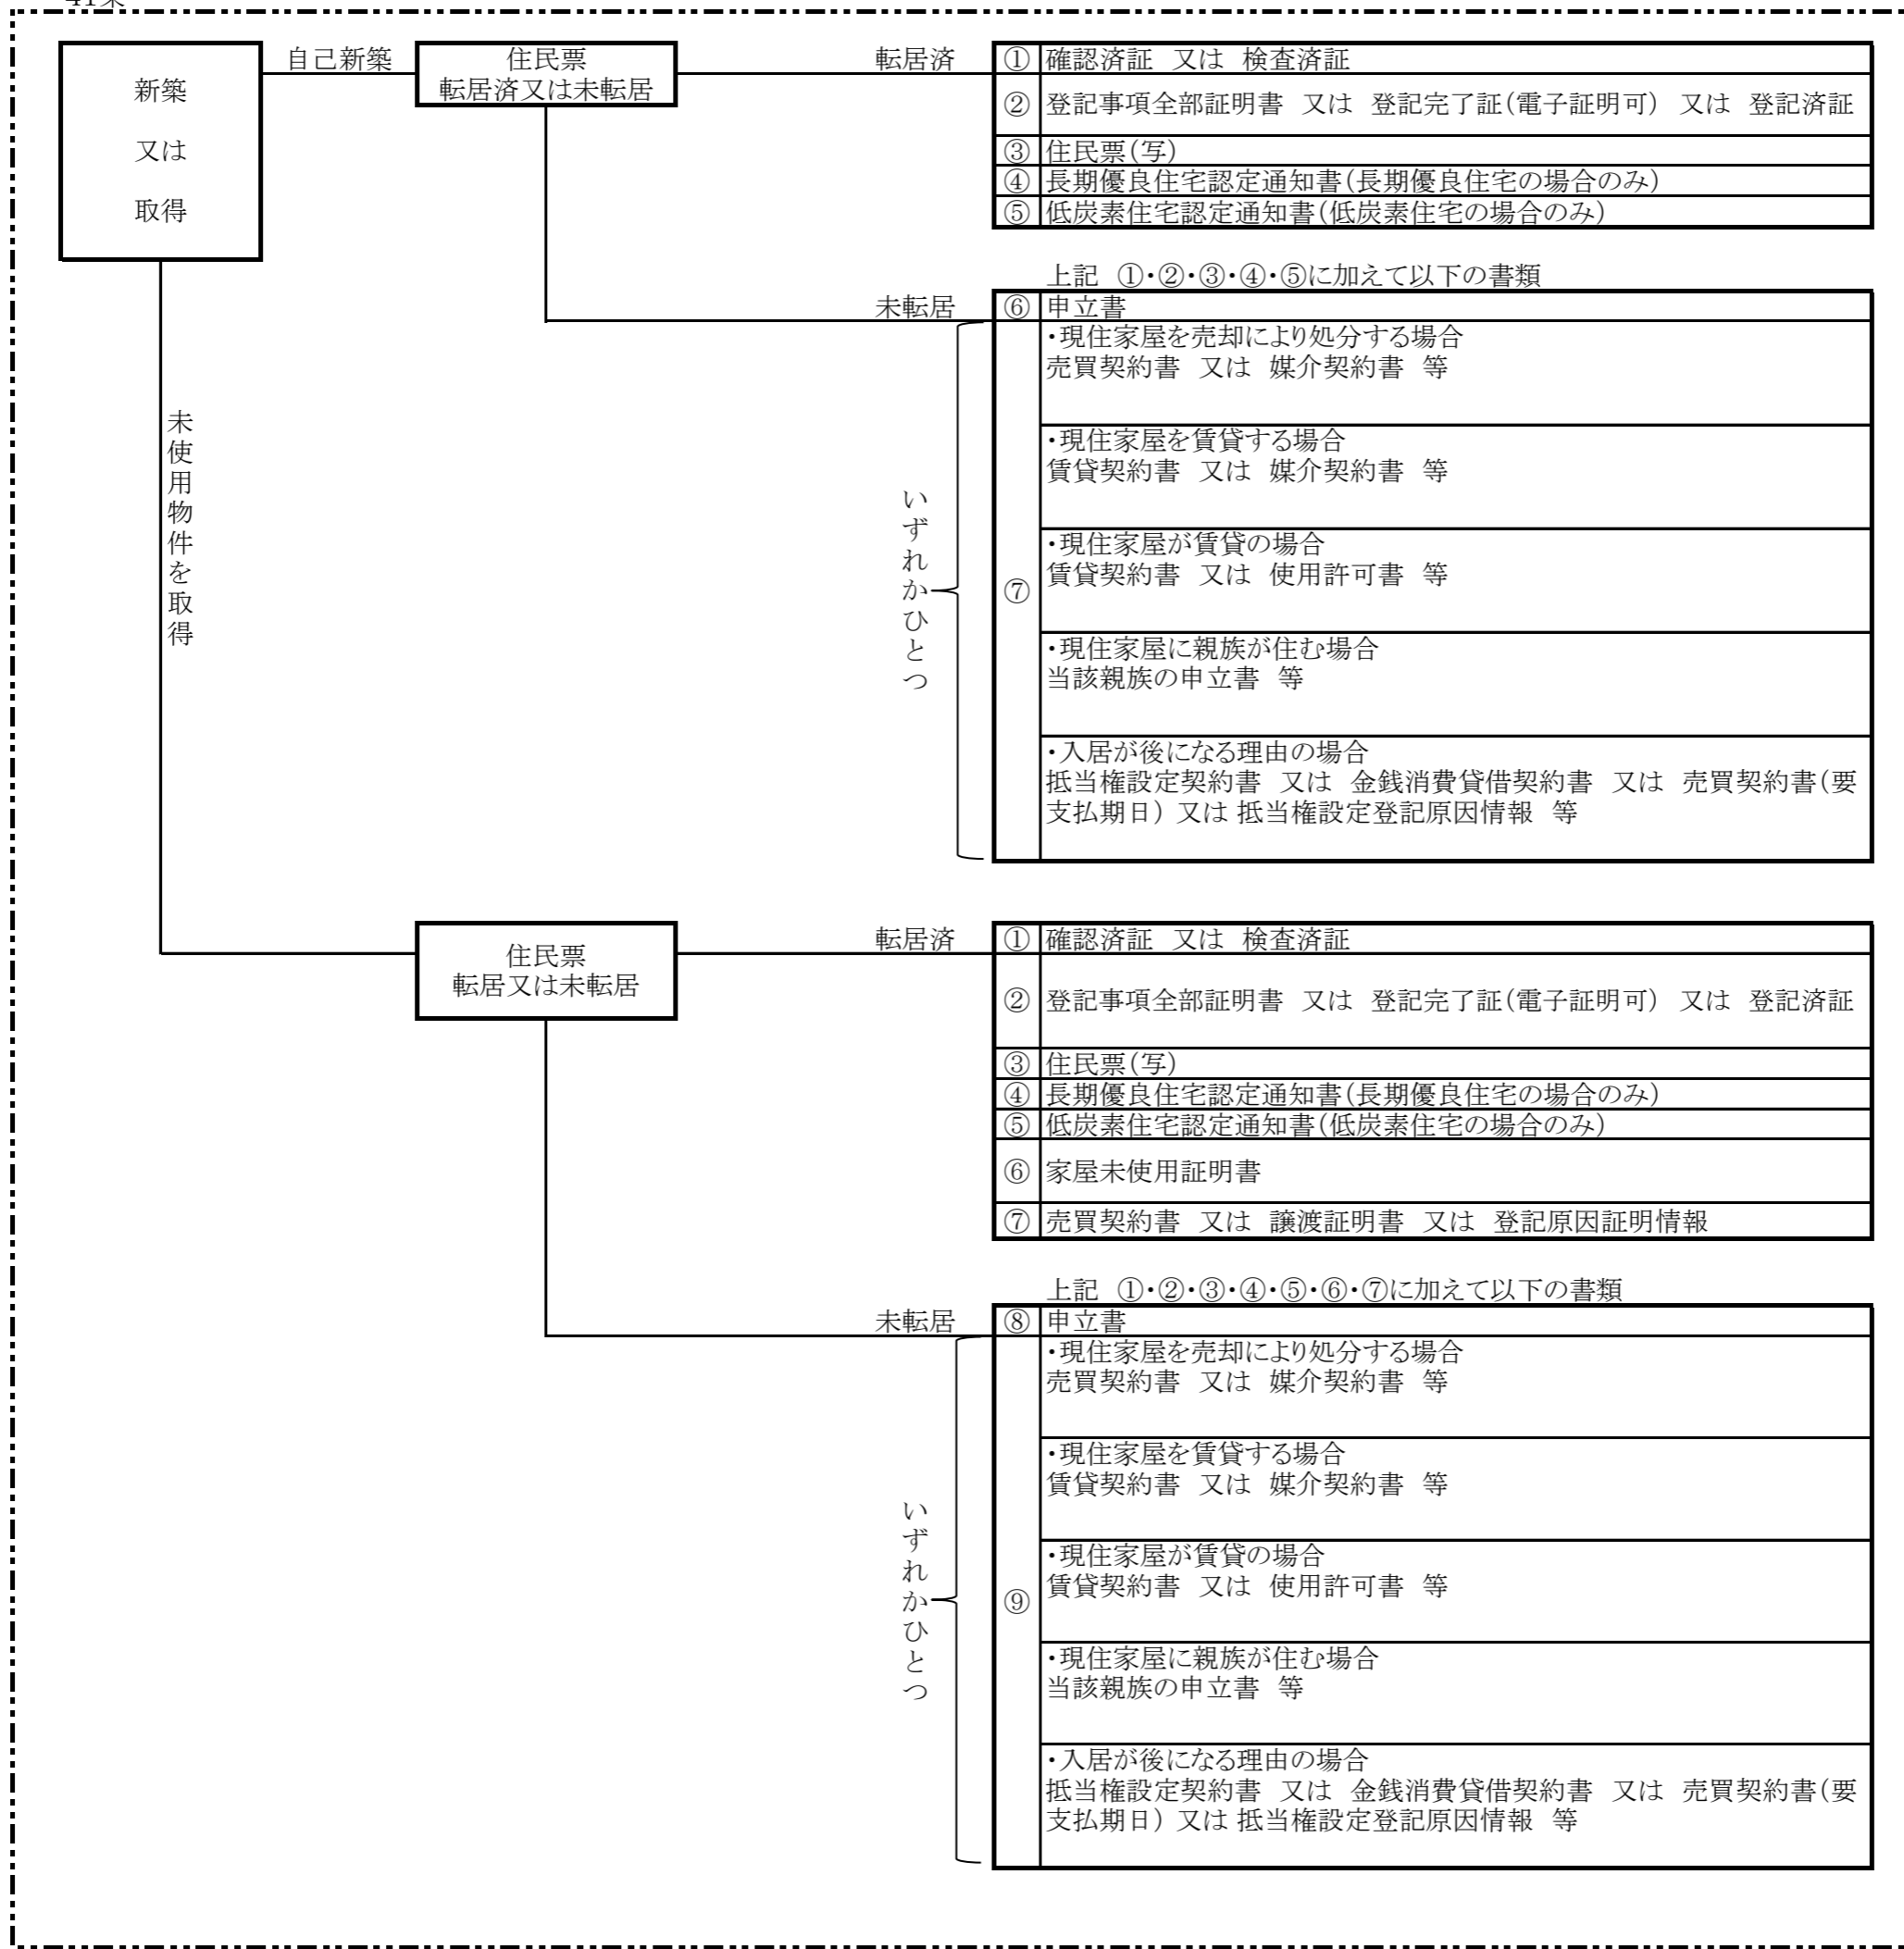 新築
又は
取得
自己新築
住民票
転居済又は未転居
転居済
① 確認済証 又は 検査済証
② 登記事項全部証明書 又は 登記完了証(電子証明可) 又は 登記済証
③ 住民票(写)
④ 長期優良住宅認定通知書(長期優良住宅の場合のみ)
⑤ 低炭素住宅認定通知書(低炭素住宅の場合のみ)
上記 ①・②・③・④・⑤に加えて以下の書類
未転居
⑥ 申立書
いずれかひとつ
⑦
・現住家屋を売却により処分する場合
売買契約書 又は 媒介契約書 等
・現住家屋を賃貸する場合
賃貸契約書 又は 媒介契約書 等
・現住家屋が賃貸の場合
賃貸契約書 又は 使用許可書 等
・現住家屋に親族が住む場合
当該親族の申立書 等
・入居が後になる理由の場合
抵当権設定契約書 又は 金銭消費貸借契約書 又は 売買契約書(要
支払期日) 又は 抵当権設定登記原因情報 等
未使用物件を取得
住民票
転居又は未転居
転居済
① 確認済証 又は 検査済証
② 登記事項全部証明書 又は 登記完了証(電子証明可) 又は 登記済証
③ 住民票(写)
④ 長期優良住宅認定通知書(長期優良住宅の場合のみ)
⑤ 低炭素住宅認定通知書(低炭素住宅の場合のみ)
⑥ 家屋未使用証明書
⑦ 売買契約書 又は 譲渡証明書 又は 登記原因証明情報
上記 ①・②・③・④・⑤・⑥・⑦に加えて以下の書類
未転居
⑧ 申立書
いずれかひとつ
⑨
・現住家屋を売却により処分する場合
売買契約書 又は 媒介契約書 等
・現住家屋を賃貸する場合
賃貸契約書 又は 媒介契約書 等
・現住家屋が賃貸の場合
賃貸契約書 又は 使用許可書 等
・現住家屋に親族が住む場合
当該親族の申立書 等
・入居が後になる理由の場合
抵当権設定契約書 又は 金銭消費貸借契約書 又は 売買契約書(要
支払期日) 又は 抵当権設定登記原因情報 等